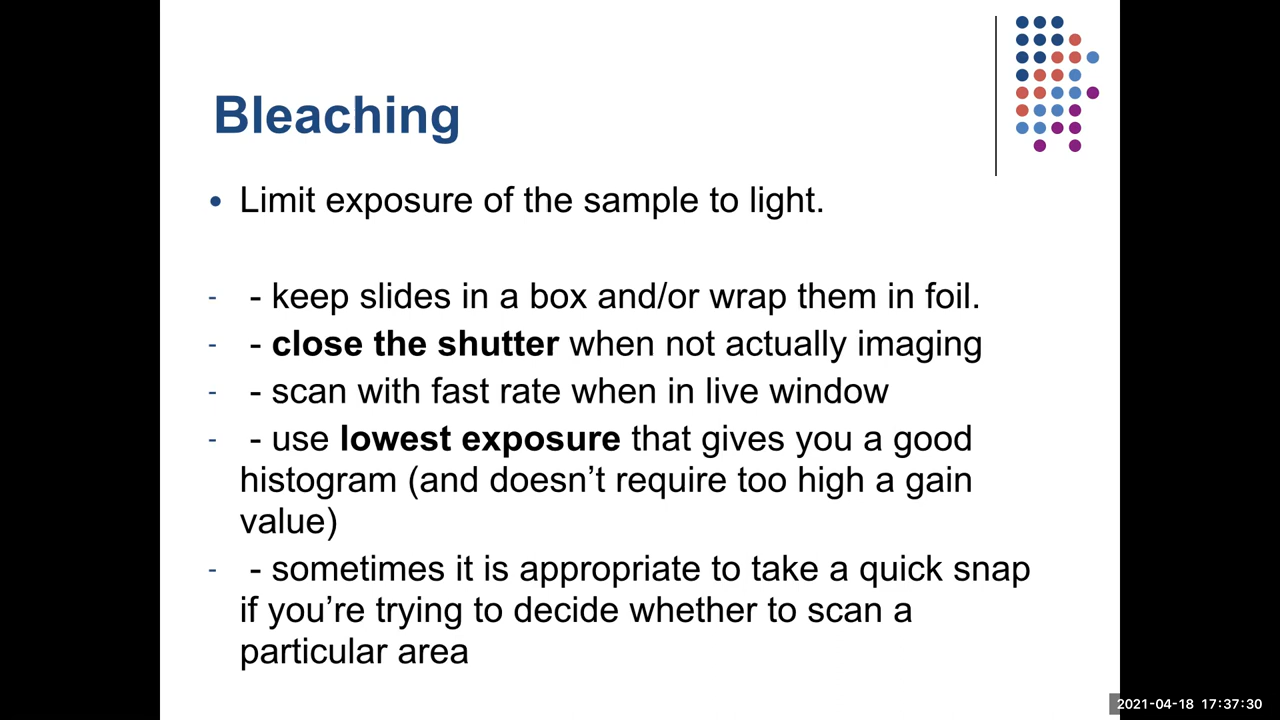 Bleaching
• Limit exposure of the sample to light.
- - keep slides in a box and/or wrap them in foil.
- - close the shutter when not actually imaging
- - scan with fast rate when in live window
- - use lowest exposure that gives you a good
histogram (and doesn’t require too high a gain
value)
- - sometimes it is appropriate to take a quick snap
if you’re trying to decide whether to scan a
particular area
2021-04-18 17:37:30